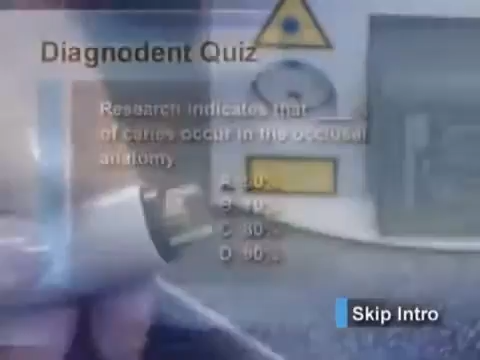 Diagnodent Quiz
Research indicates that
of caries occur in the occlusal
anatomy.
A.
B.
C.
D.
Skip Intro